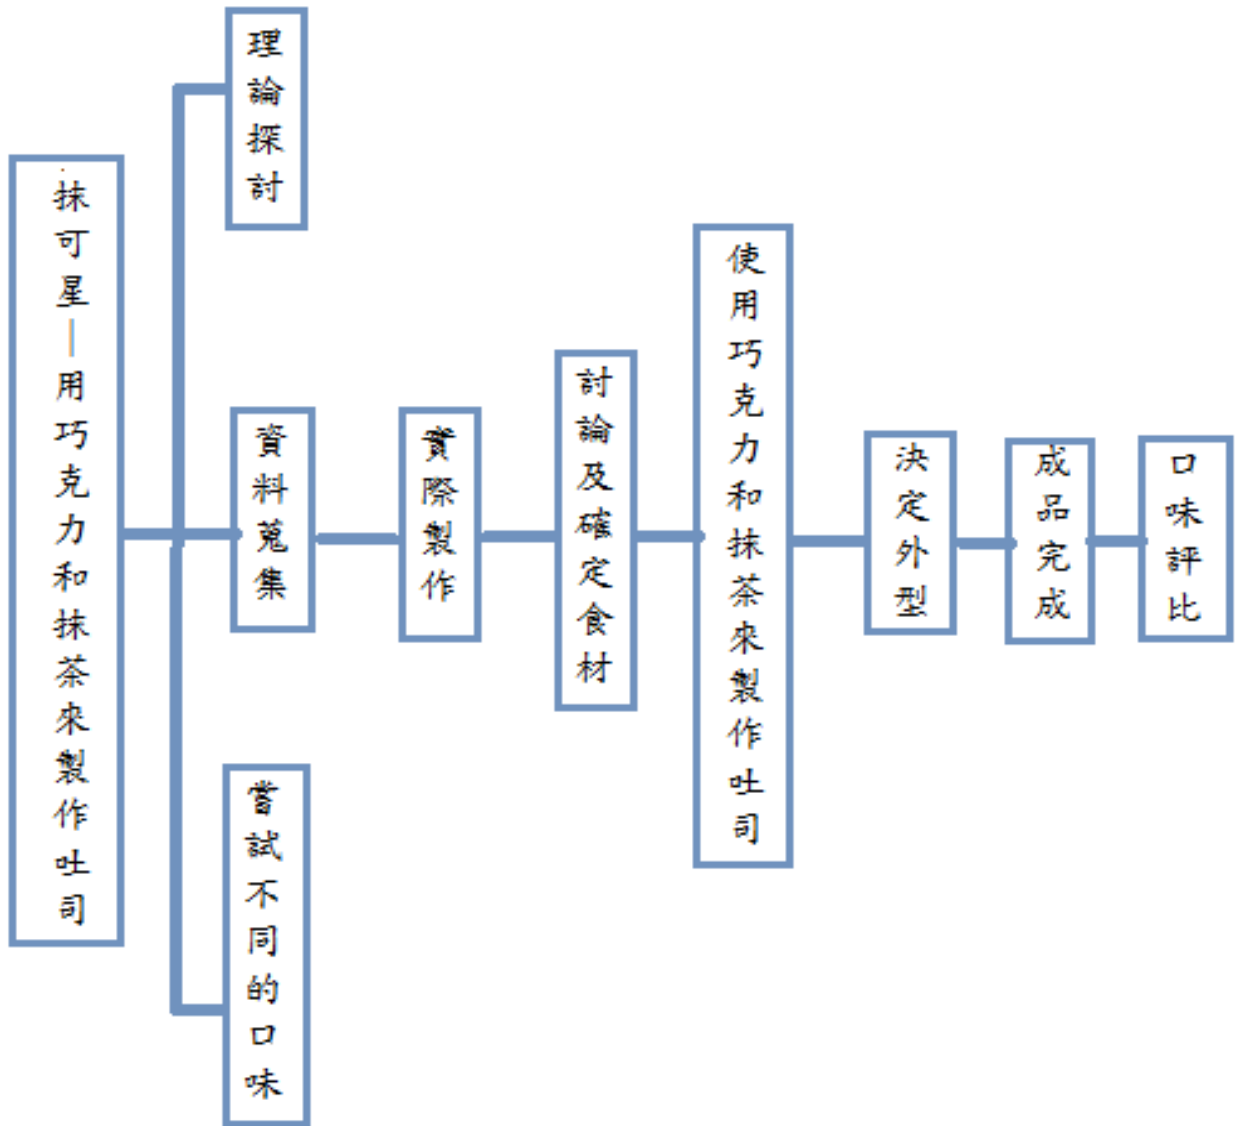 抹可星—用巧克力和抹茶來製作吐司
理論探討
資料蒐集
嘗試不同的口味
實際製作
討論及確定食材
使用巧克力和抹茶來製作吐司
決定外型
成品完成
口味評比